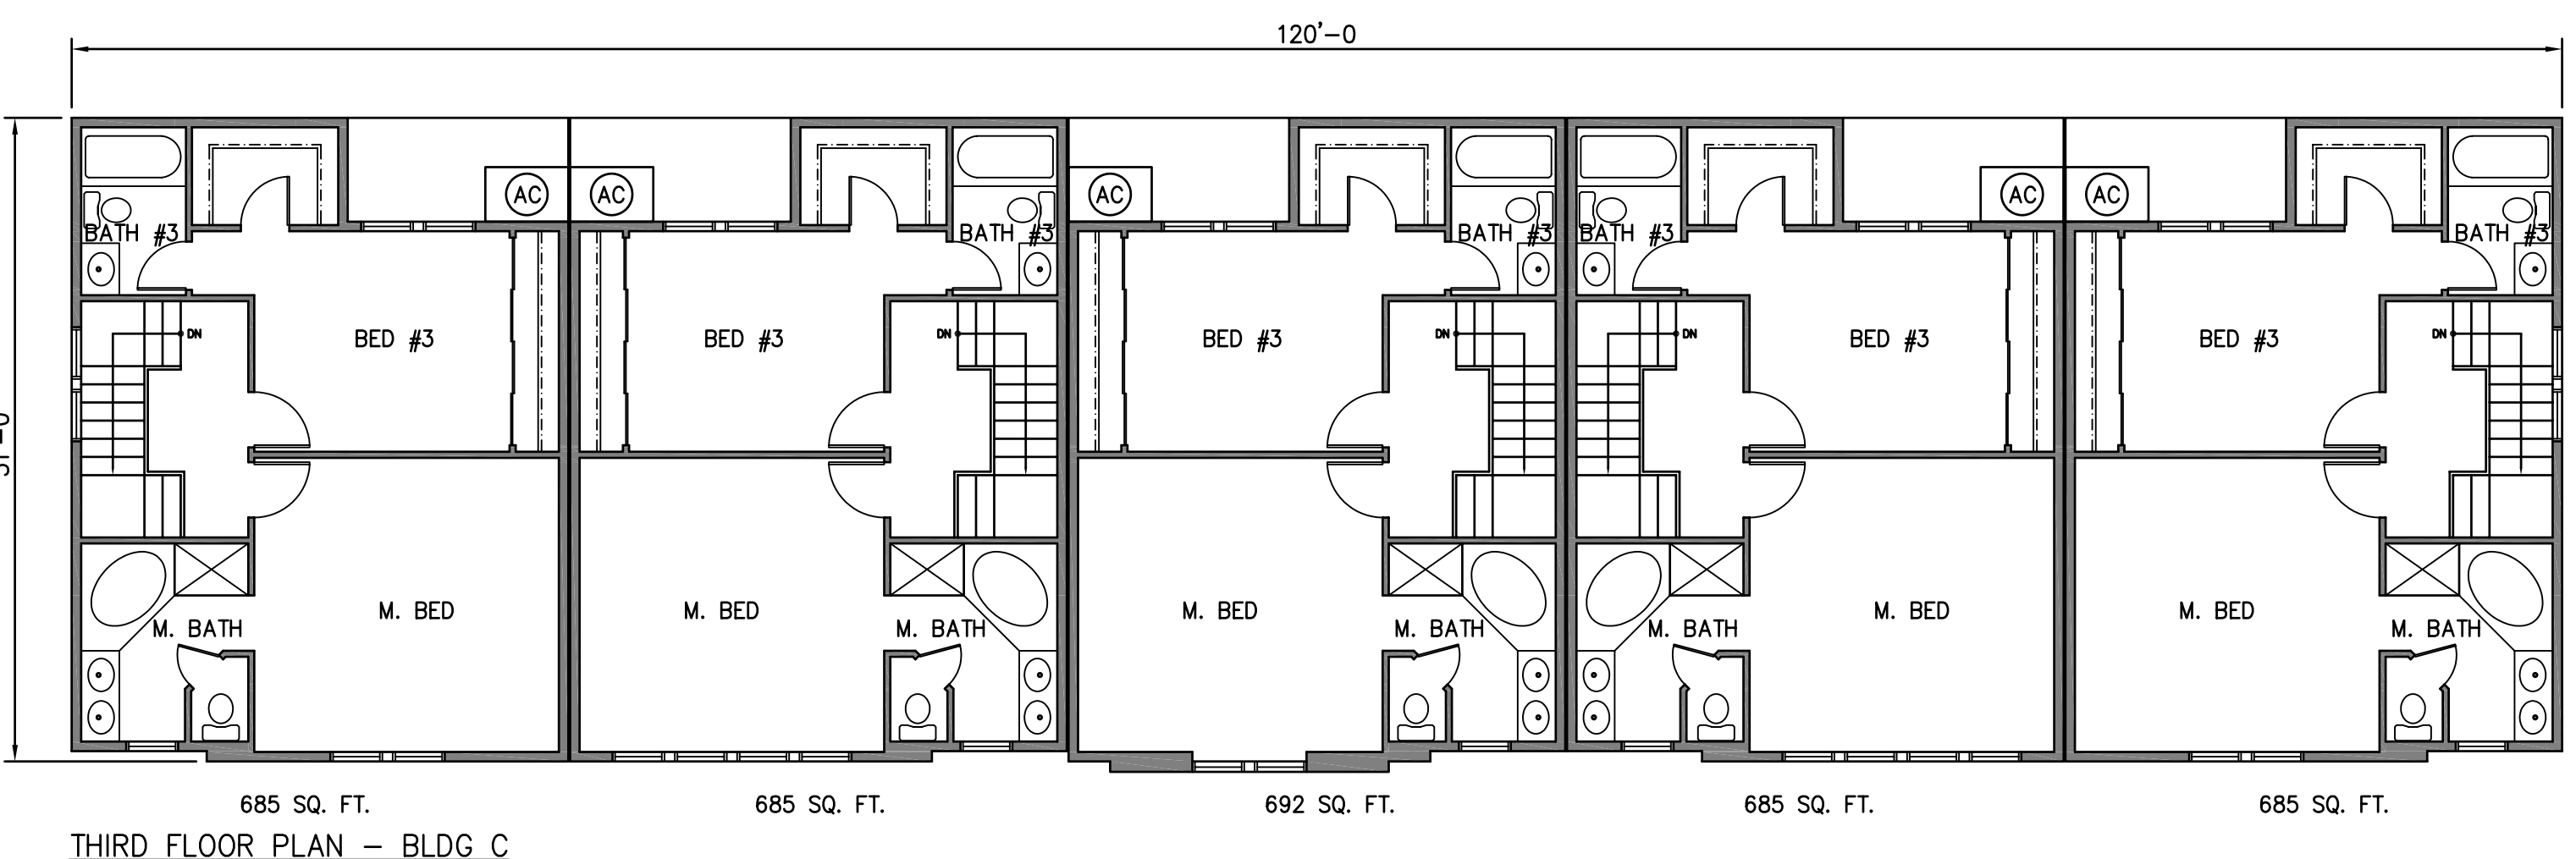 120'-0
AC AC AC AC AC
BATH #3 BATH #3 BATH #3 BATH #3 BATH #3
DN DN DN DN DN
BED #3 BED #3 BED #3 BED #3 BED #3
M. BED M. BED M. BED M. BED M. BED
M. BATH M. BATH M. BATH M. BATH M. BATH
685 SQ. FT. 685 SQ. FT. 692 SQ. FT. 685 SQ. FT. 685 SQ. FT.
THIRD FLOOR PLAN - BLDG C